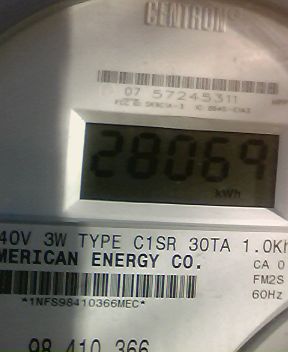 CENTRON®
07 57245311
28069
kWh
40V 3W TYPE C1SR 30TA 1.0Kh
MERICAN ENERGY CO.
CA 0
FM2S
*1NFS98410366MEC*
60Hz
98 410 366